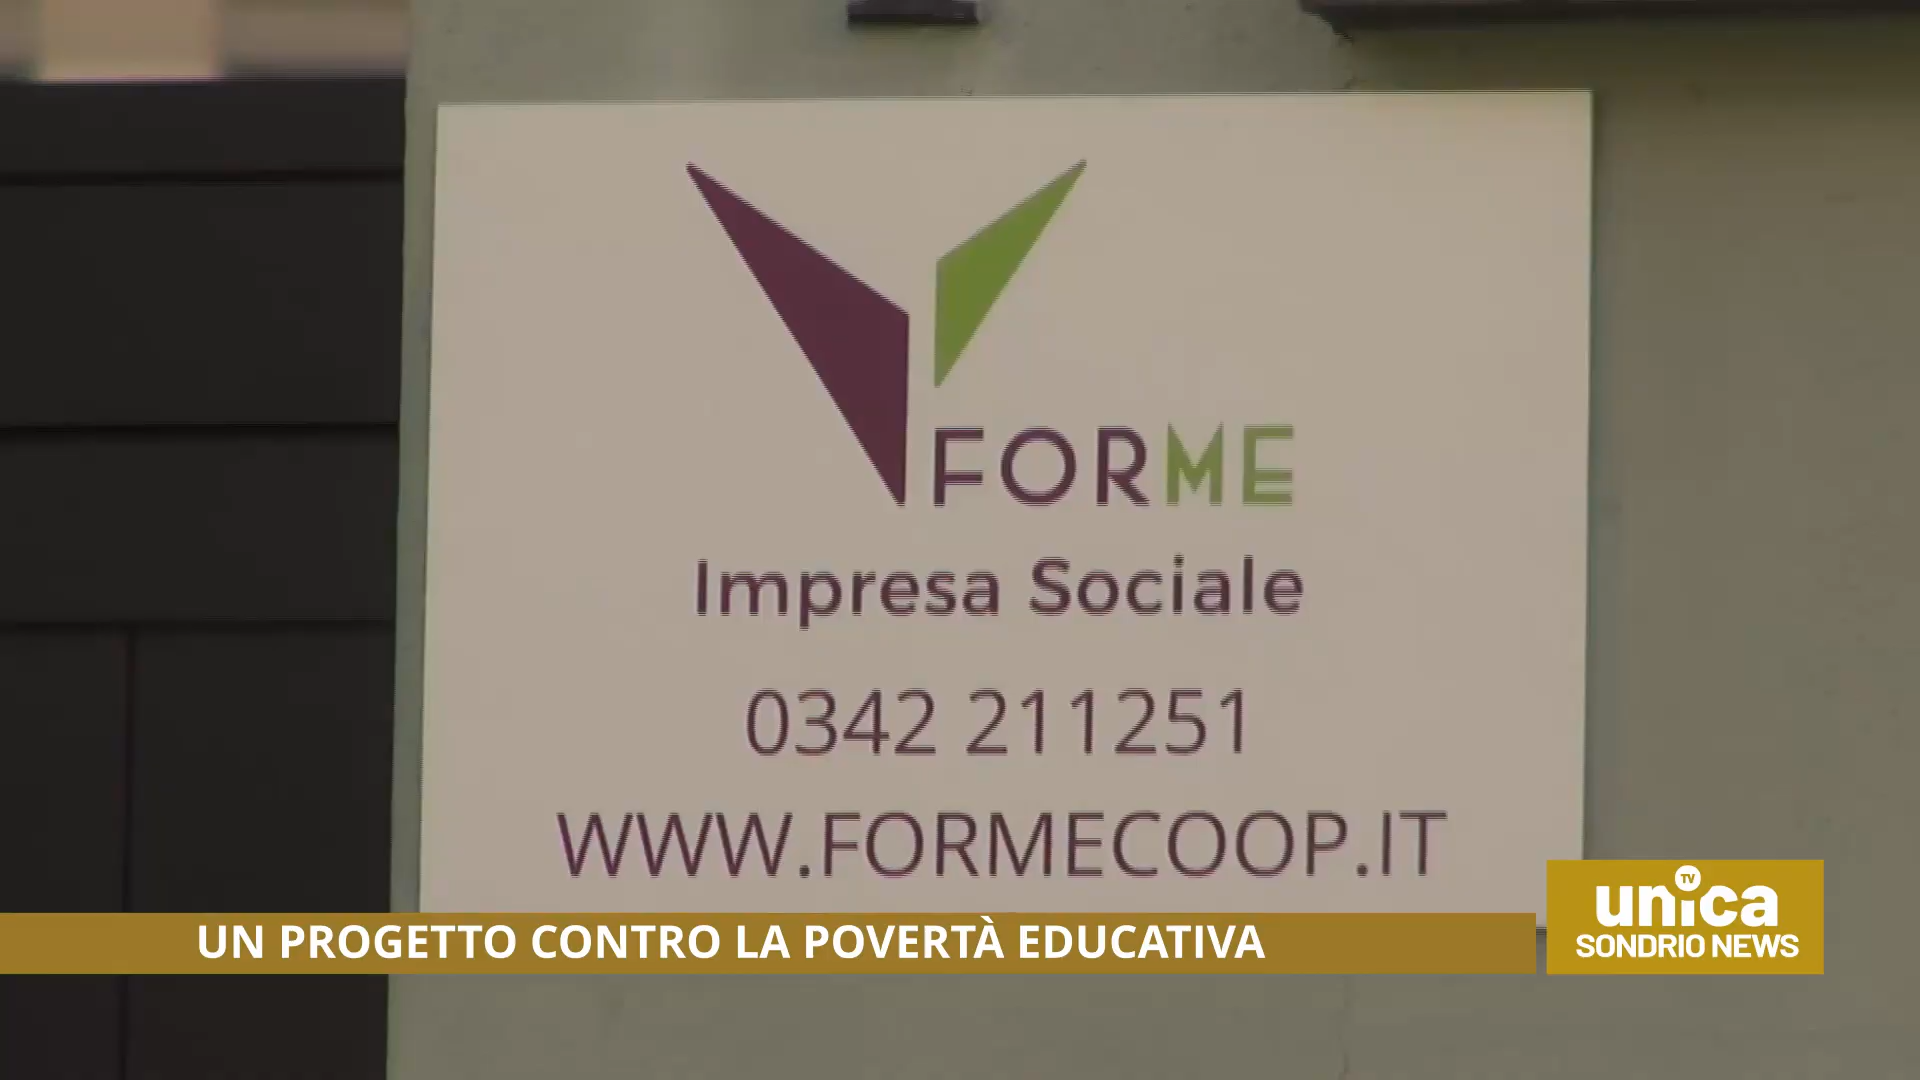 FORME
Impresa Sociale
0342 211251
WWW.FORMECOOP.IT
UN PROGETTO CONTRO LA POVERTÀ EDUCATIVA
TV
unica
SONDRIO NEWS